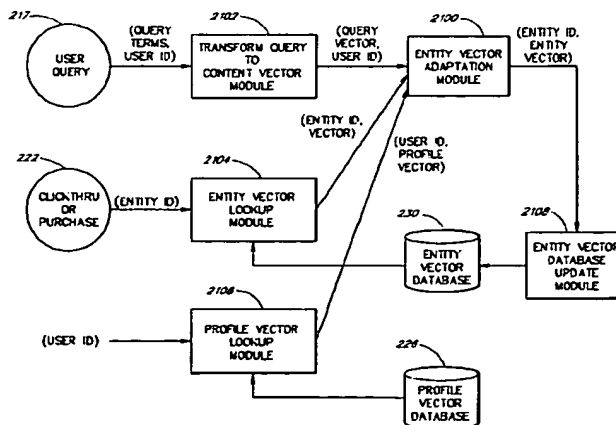 217
USER
QUERY
(QUERY
TERMS, USER ID)
2102
TRANSFORM QUERY
TO
CONTENT VECTOR
MODULE
(QUERY
VECTOR,
USER ID)
2100
ENTITY VECTOR
ADAPTATION
MODULE
(ENTITY ID,
ENTITY
VECTOR)
(ENTITY ID,
VECTOR)
(USER ID,
PROFILE
VECTOR)
222
CLICKTHRU
OR
PURCHASE
(ENTITY ID)
2104
ENTITY VECTOR
LOOKUP
MODULE
230
ENTITY
VECTOR
DATABASE
2108
ENTITY VECTOR
DATABASE
UPDATE
MODULE
(USER ID)
2106
PROFILE VECTOR
LOOKUP
MODULE
226
PROFILE
VECTOR
DATABASE